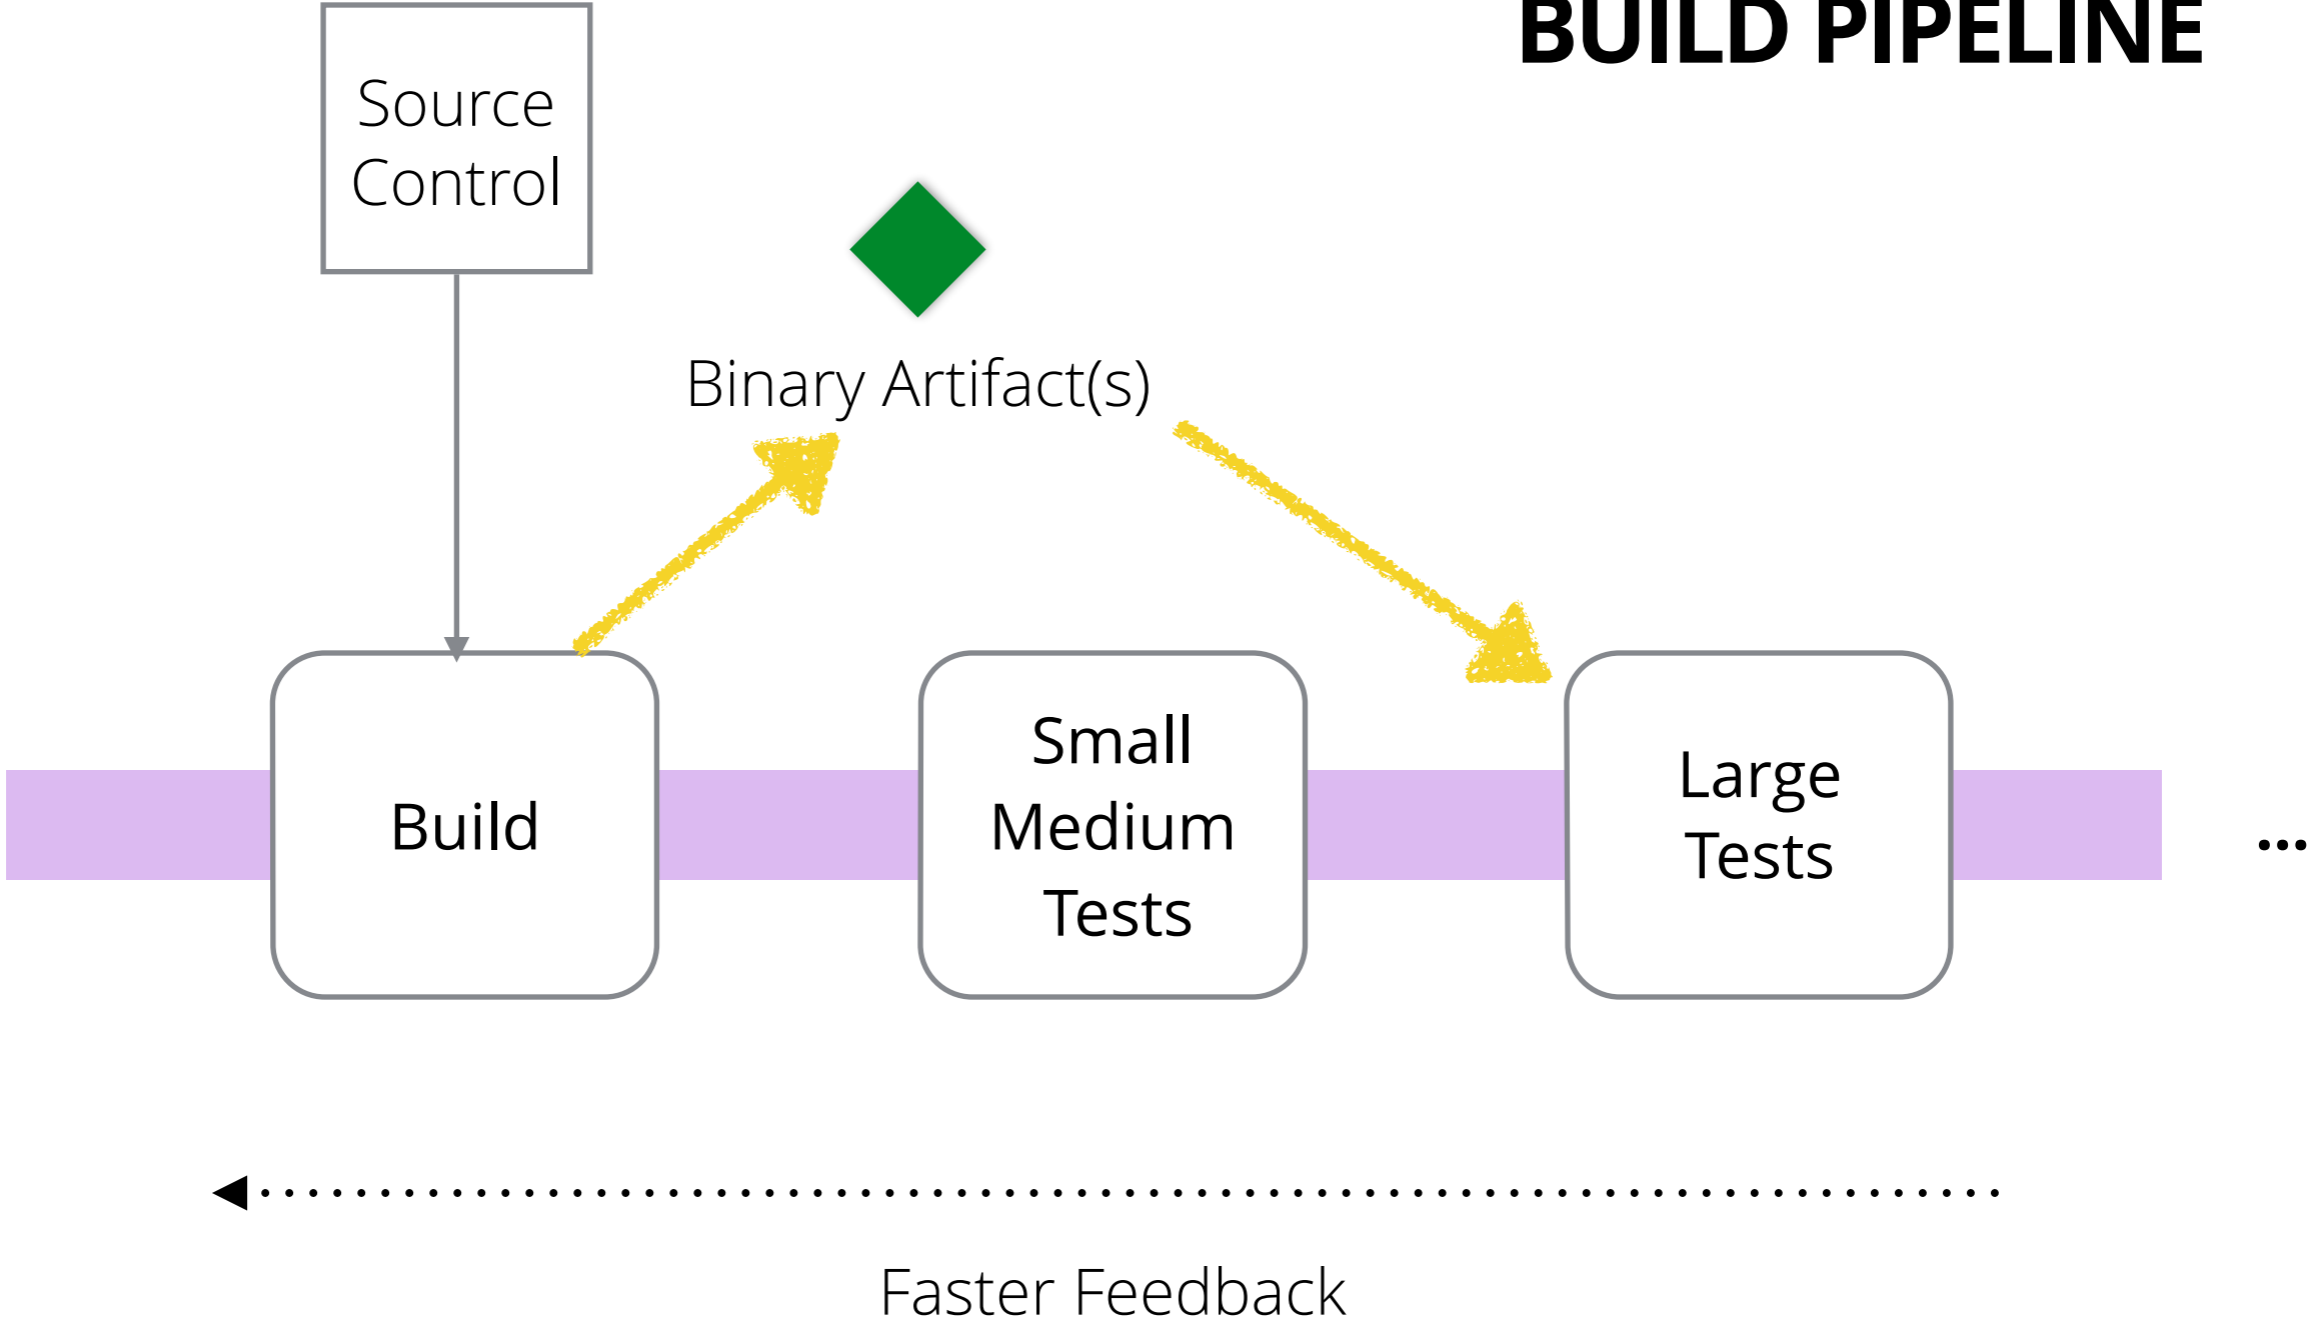 BUILD PIPELINE
Source
Control
Binary Artifact(s)
Build
Small
Medium
Tests
Large
Tests
...
Faster Feedback